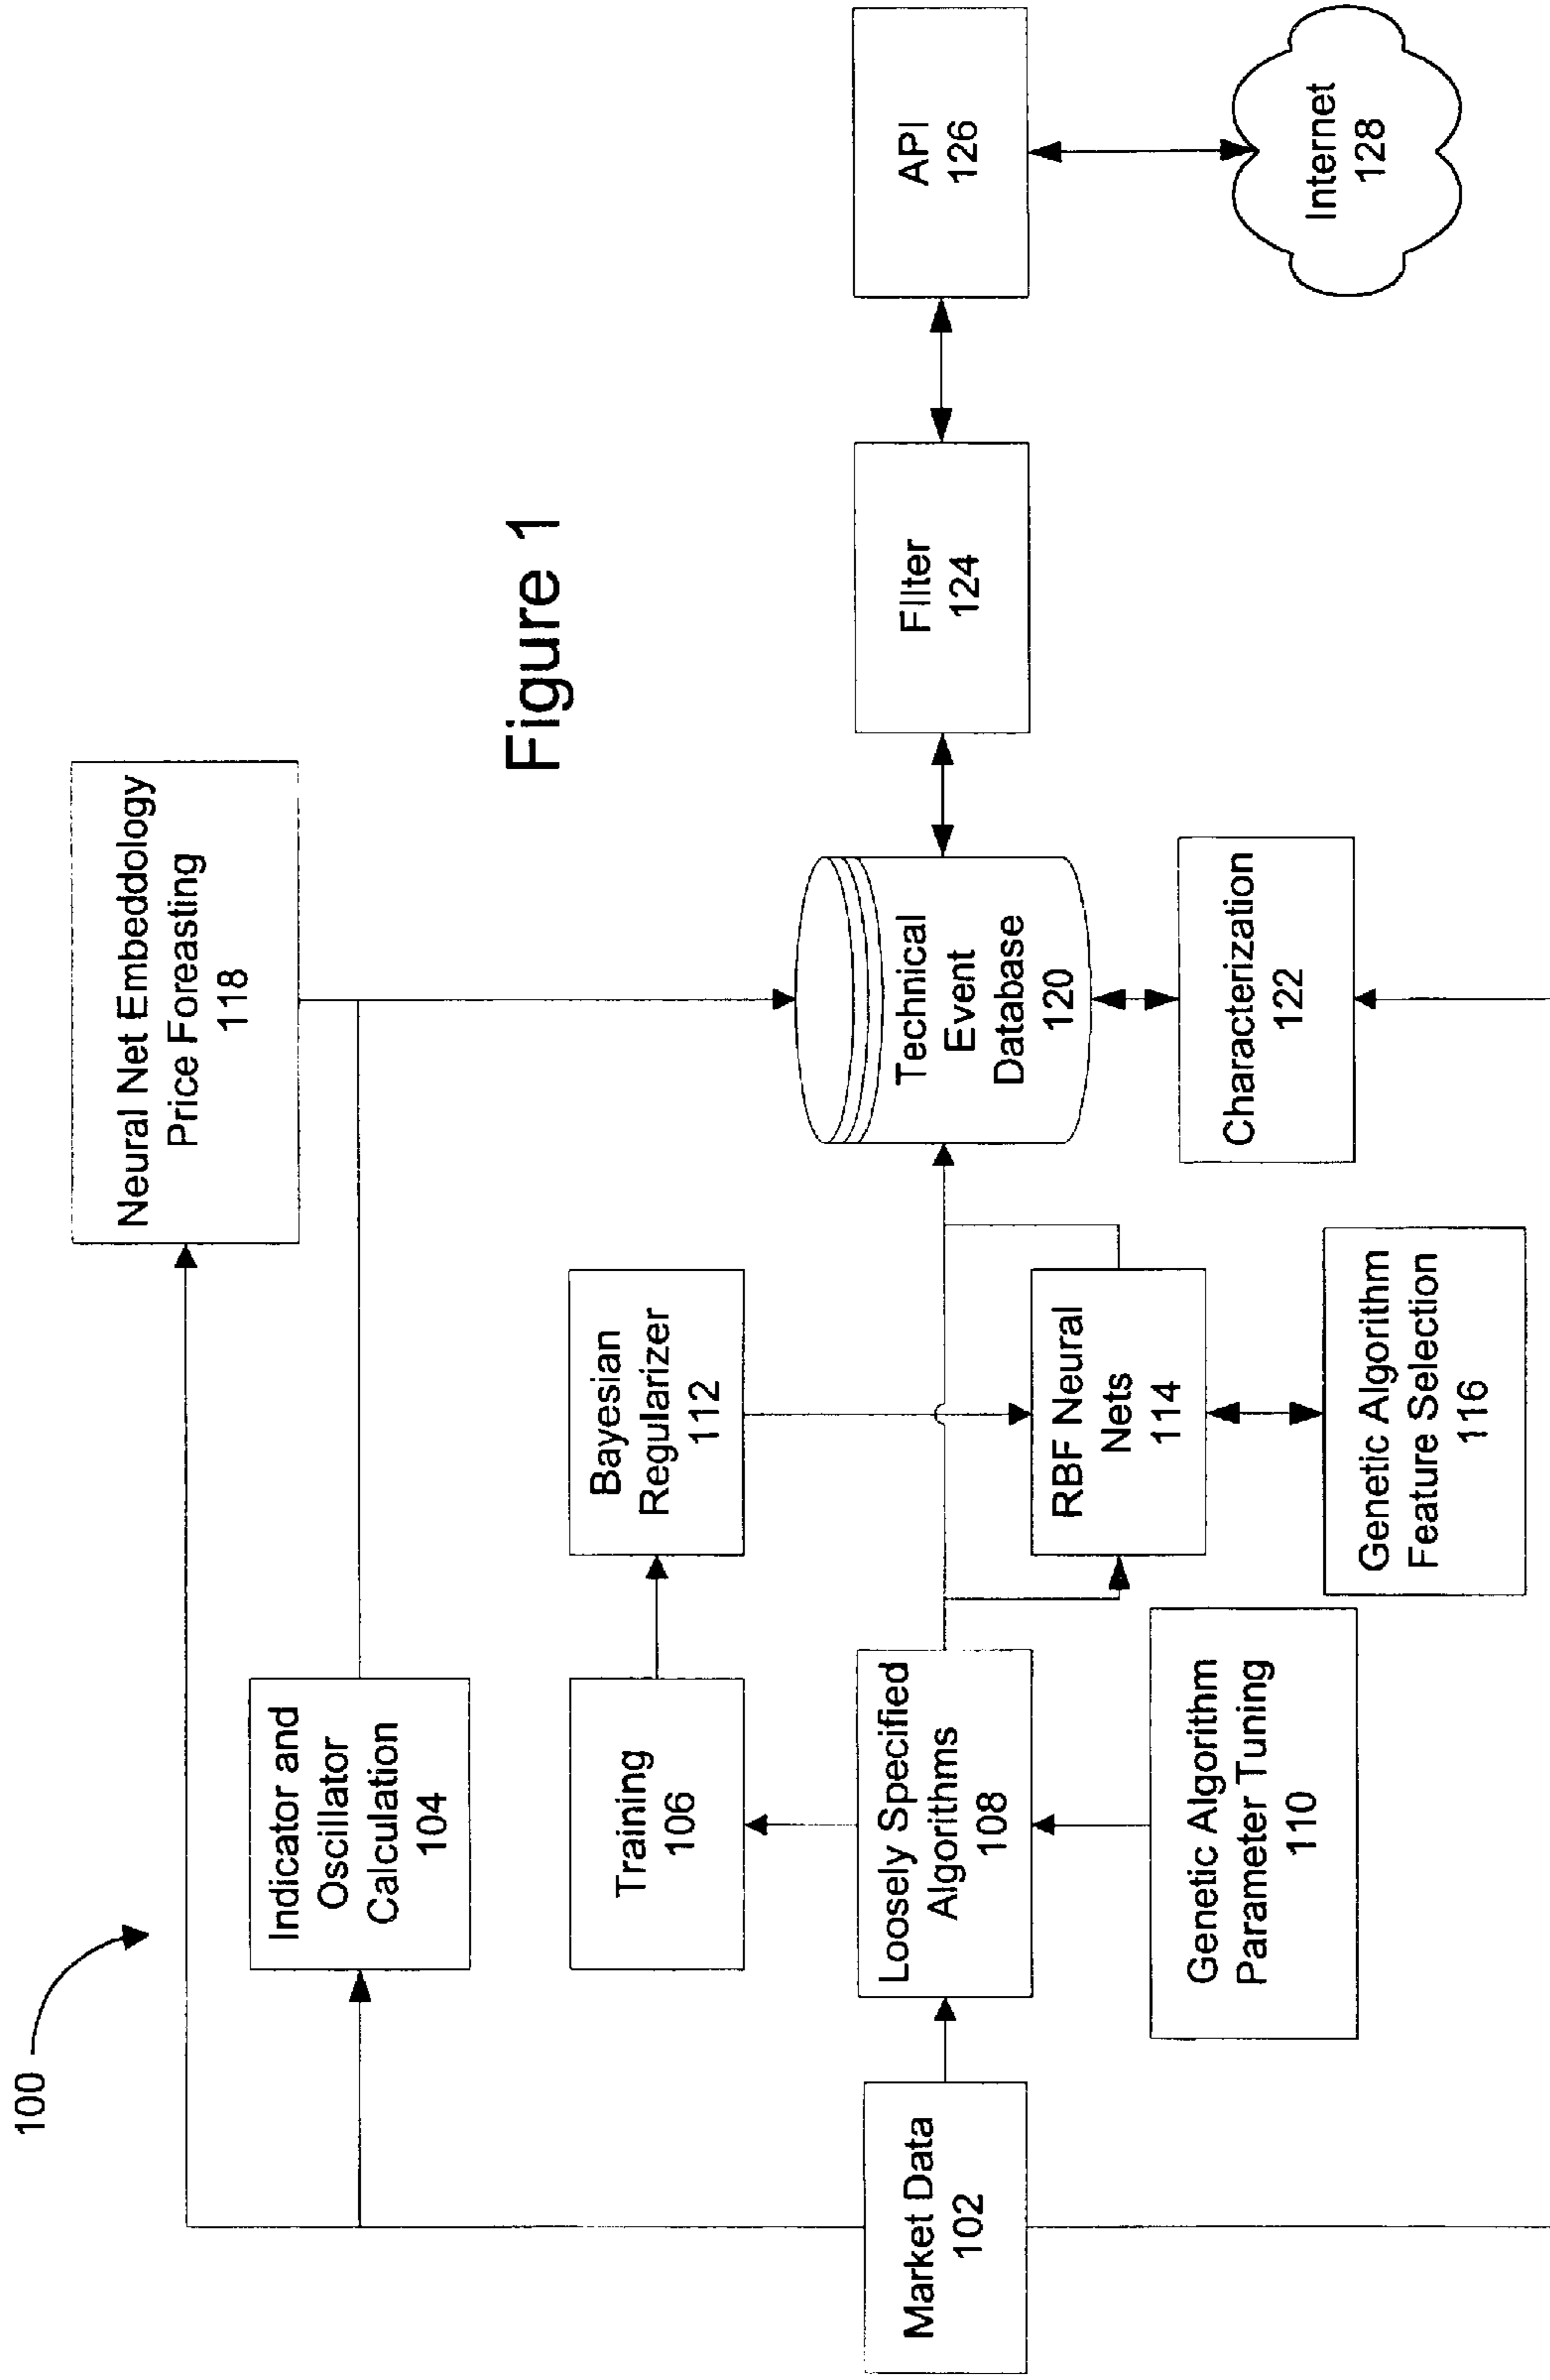 100
Neural Net Embeddology
Price Foreasting
118
Indicator and
Oscillator
Calculation
104
Figure 1
Training
106
Bayesian
Regularizer
112
Market Data
102
Loosely Specified
Algorithms
108
Technical
Event
Database
120
Filter
124
API
126
RBF Neural
Nets
114
Genetic Algorithm
Parameter Tuning
110
Genetic Algorithm
Feature Selection
116
Characterization
122
Internet
128